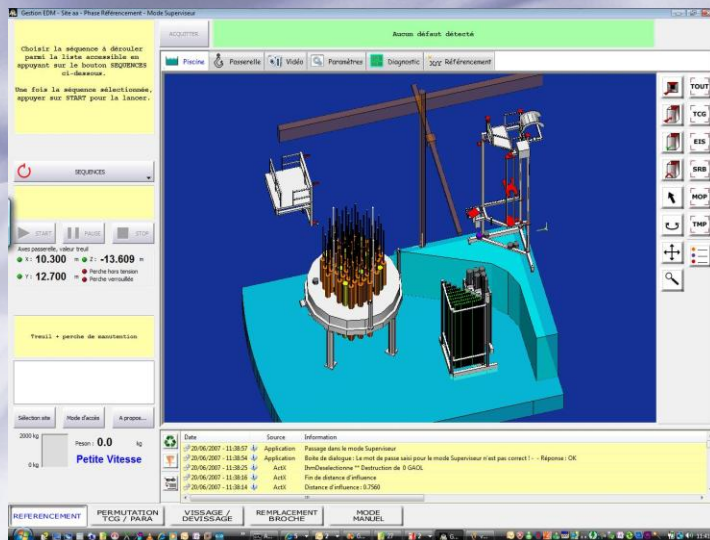 Gestion EDM - Site aa - Phase Référencement - Mode Superviseur
Choisir la séquence à dérouler
parmi la liste accessible en
appuyant sur le bouton SEQUENCES
ci-dessous.
Une fois la séquence sélectionnée,
appuyer sur START pour la lancer.
ACQUITTER
Aucun défaut détecté
Piscine Passerelle Vidéo Paramètres Diagnostic Référencement
SEQUENCES
START PAUSE STOP
Axes passerelle, valeur treuil
X: 10.300 m Z: -13.609 m
Y: 12.700 m Perche hors tension
Perche verrouillée
Treuil + perche de manutention
Sélection site Mode d'accès A propos...
2000 kg
Peson : 0.0 kg
Petite Vitesse
0 kg
TOUT
TCG
EIS
SRB
MOP
TMP
Date Source Information
20/06/2007 - 11:38:57 Application Passage dans le mode Superviseur
20/06/2007 - 11:38:54 Application Boite de dialogue : Le mot de passe saisi pour le mode Superviseur n'est pas correct ! - - Réponse : OK
20/06/2007 - 11:38:25 ActiX IhmDeselectionne ** Destruction de 0 GAOL
20/06/2007 - 11:38:16 ActiX Fin de distance d'influence
20/06/2007 - 11:38:14 ActiX Distance d'influence : 0.7560
REFERENCEMENT
PERMUTATION
TCG / PARA
VISSAGE /
DEVISSAGE
REMPLACEMENT
BROCHE
MODE
MANUEL